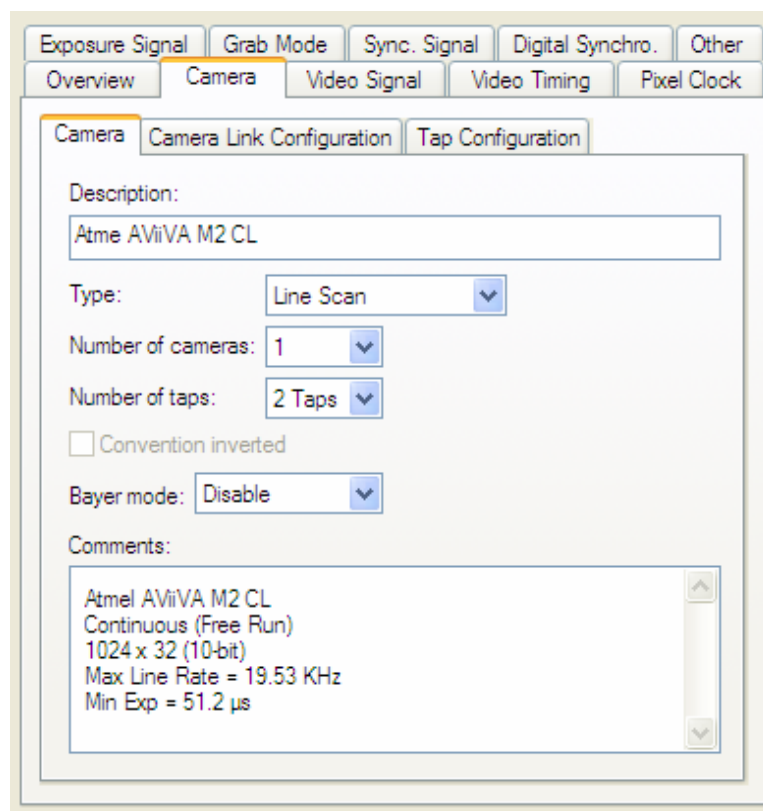 Exposure Signal Grab Mode Sync. Signal Digital Synchro. Other
Overview Camera Video Signal Video Timing Pixel Clock
Camera Camera Link Configuration Tap Configuration
Description:
Atme AViiVA M2 CL
Type: Line Scan
Number of cameras: 1
Number of taps: 2 Taps
Convention inverted
Bayer mode: Disable
Comments:
Atmel AViiVA M2 CL
Continuous (Free Run)
1024 x 32 (10-bit)
Max Line Rate = 19.53 KHz
Min Exp = 51.2 µs